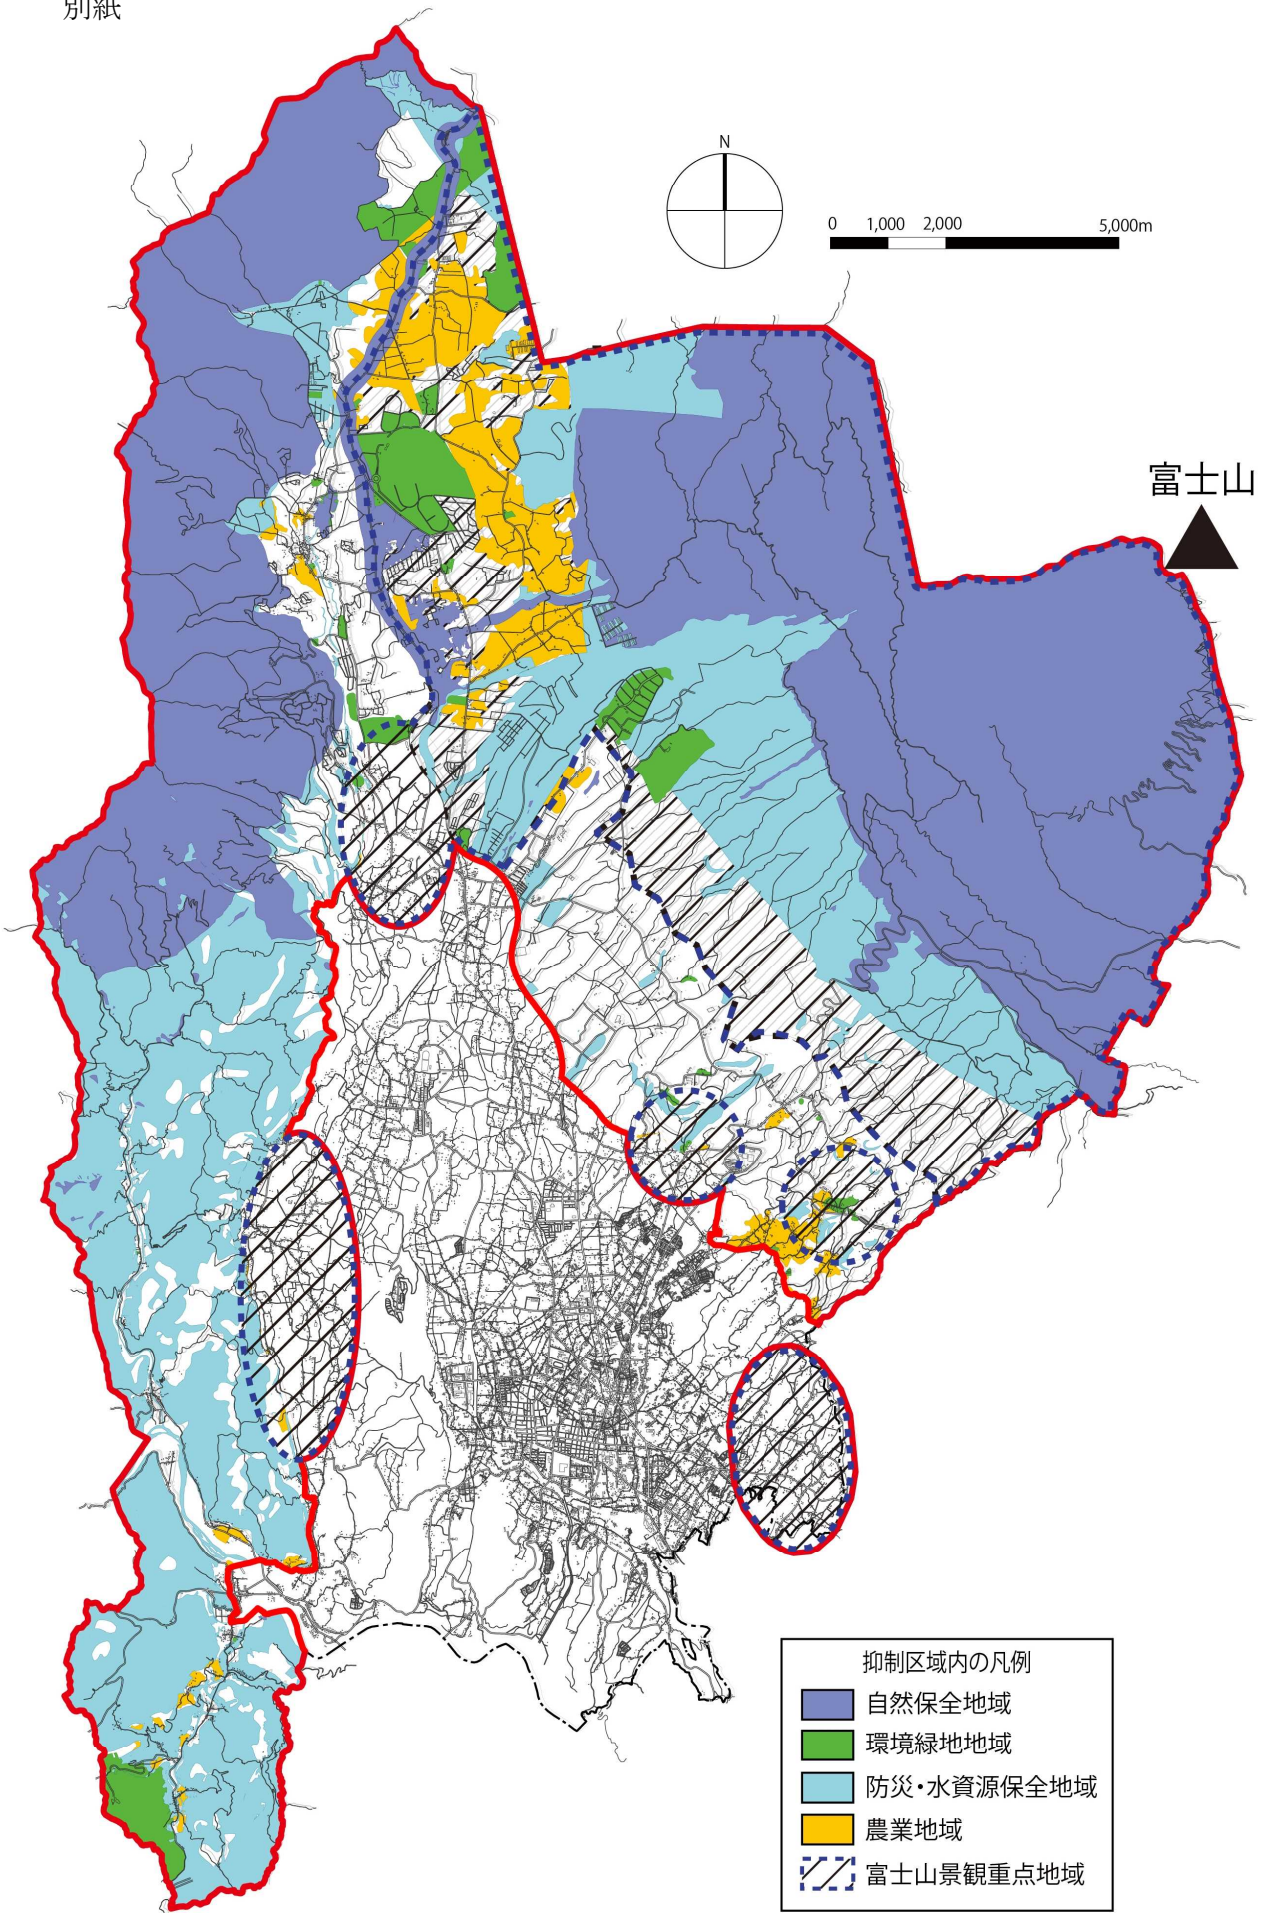 別紙
N
0 1,000 2,000 5,000m
富士山
抑制区域内の凡例
自然保全地域
環境緑地地域
防災・水資源保全地域
農業地域
富士山景観重点地域